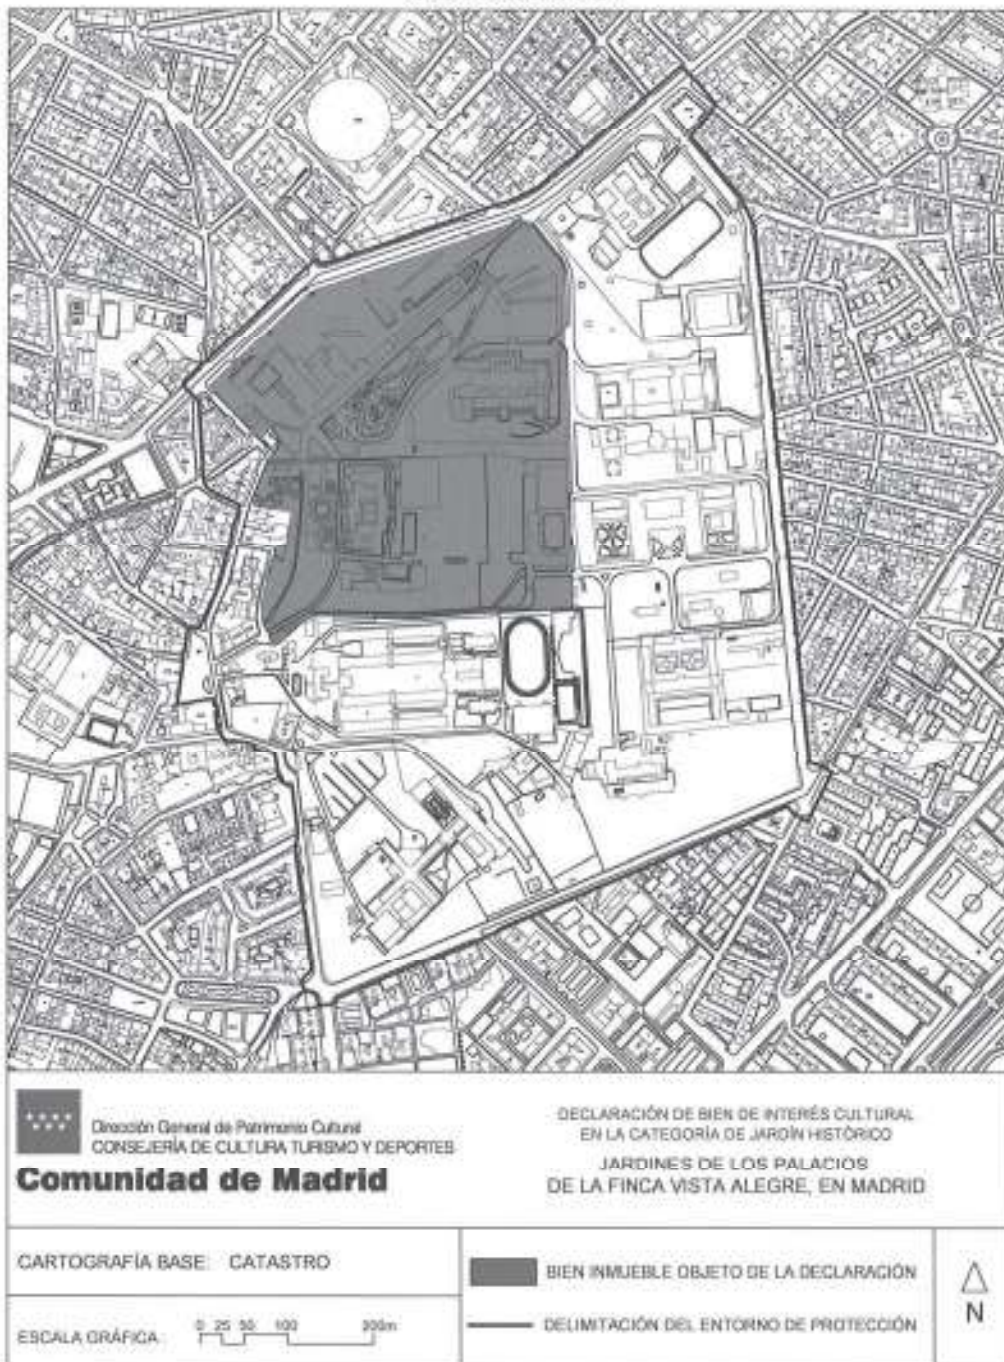 Dirección General de Patrimonio Cultural
CONSEJERÍA DE CULTURA TURISMO Y DEPORTES
Comunidad de Madrid
DECLARACIÓN DE BIEN DE INTERÉS CULTURAL
EN LA CATEGORÍA DE JARDÍN HISTÓRICO
JARDINES DE LOS PALACIOS
DE LA FINCA VISTA ALEGRE, EN MADRID
CARTOGRAFÍA BASE: CATASTRO
ESCALA GRÁFICA
0 25 50 100 200m
BIEN INMUEBLE OBJETO DE LA DECLARACIÓN
DELIMITACIÓN DEL ENTORNO DE PROTECCIÓN
N